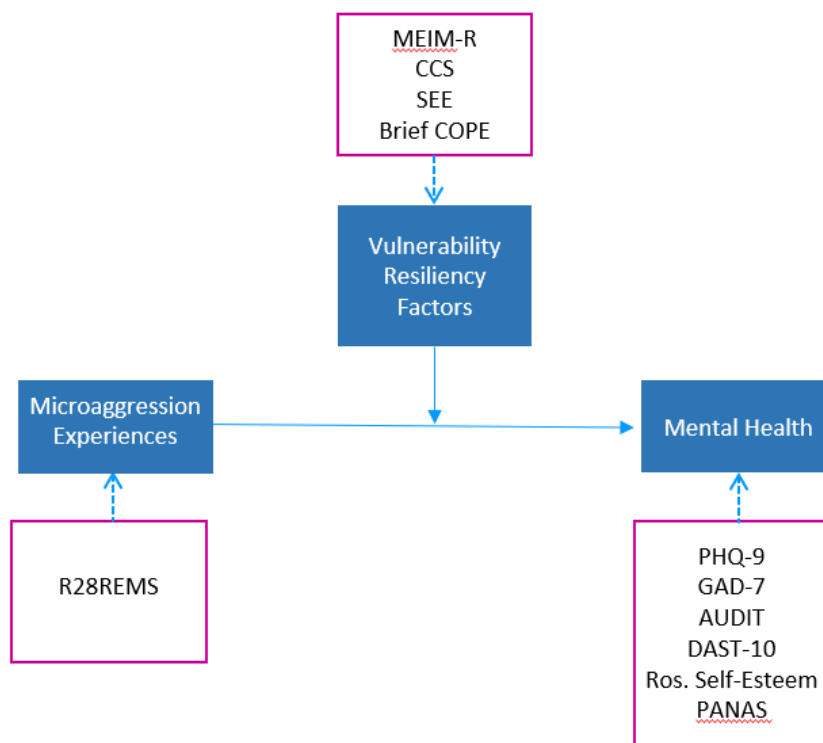 MEIM-R
CCS
SEE
Brief COPE
Vulnerability
Resiliency
Factors
Microaggression
Experiences
Mental Health
R28REMS
PHQ-9
GAD-7
AUDIT
DAST-10
Ros. Self-Esteem
PANAS